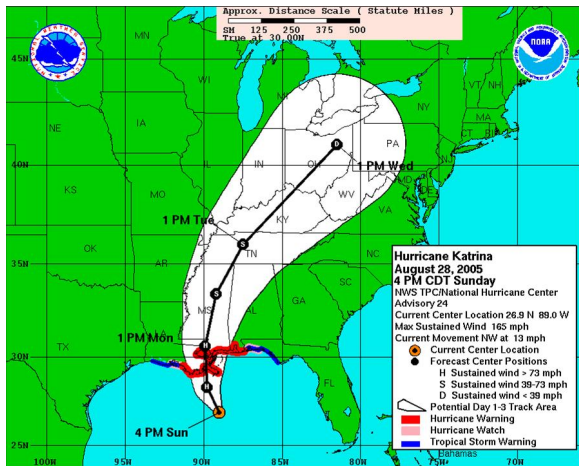 Approx. Distance Scale ( Statute Miles )
SM 125 250 375 500
True at 30.00N
NOAA
45N
40N
35N
30N
25N
MN
WI
MI
NY
VT NH
MA
CT RI
NE
IA
IL
IN
OH
PA
NJ
MD
DE
WV
VA
KS
MO
KY
OK
AR
TN
NC
SC
MS
AL
GA
TX
FL
1 PM Wed
1 PM Tue
1 PM Mon
4 PM Sun
D
S
S
H
H
Hurricane Katrina
August 28, 2005
4 PM CDT Sunday
NWS TPC/National Hurricane Center
Advisory 24
Current Center Location 26.9 N 89.0 W
Max Sustained Wind 165 mph
Current Movement NW at 13 mph
Current Center Location
Forecast Center Positions
H Sustained wind > 73 mph
S Sustained wind 39-73 mph
D Sustained wind < 39 mph
Potential Day 1-3 Track Area
Hurricane Warning
Hurricane Watch
Tropical Storm Warning
Bahamas
100W 95W 90W 85W 80W 75W 70W